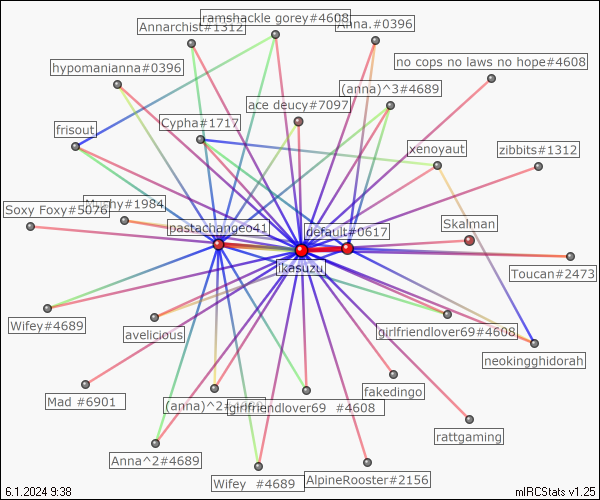 ramshackle gorey#4608
Annarchist#1312
Anna.#0396
hypomanianna#0396
no cops no laws no hope#4608
(anna)^3#4689
ace deucy#7097
frisout
Cypha#1717
xenoyaut
zibbits#1312
Soxy Foxy#5076
#1984
pastachangeo41
default#0617
Skalman
ikasuzu
Toucan#2473
Wifey#4689
avelicious
girlfriendlover69#4608
neokingghidorah
Mad #6901
(anna)^2
girlfriendlover69 #4608
fakedingo
rattgaming
Anna^2#4689
Wifey #4689
AlpineRooster#2156
6.1.2024 9:38
mIRCStats v1.25